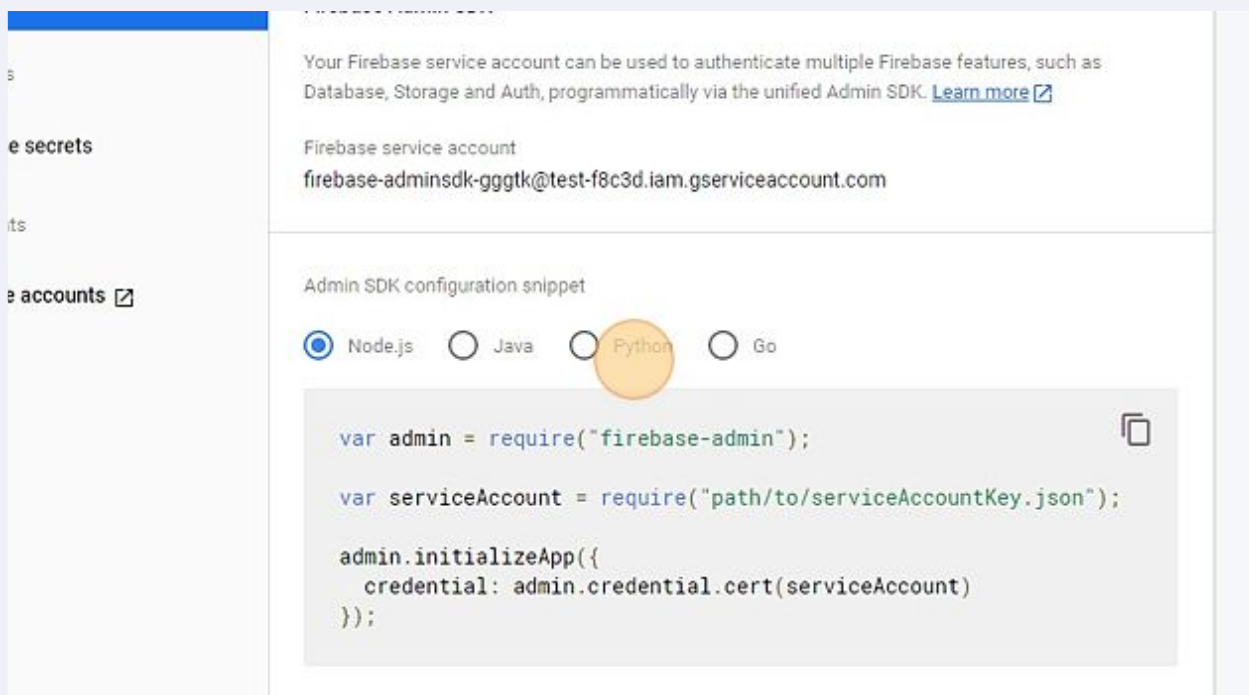 Your Firebase service account can be used to authenticate multiple Firebase features, such as
Database, Storage and Auth, programmatically via the unified Admin SDK. Learn more
e secrets
Firebase service account
firebase-adminsdk-gggtk@test-f8c3d.iam.gserviceaccount.com
Admin SDK configuration snippet
e accounts
Node.js Java Python Go
var admin = require("firebase-admin");
var serviceAccount = require("path/to/serviceAccountKey.json");
admin.initializeApp({
credential: admin.credential.cert(serviceAccount)
});